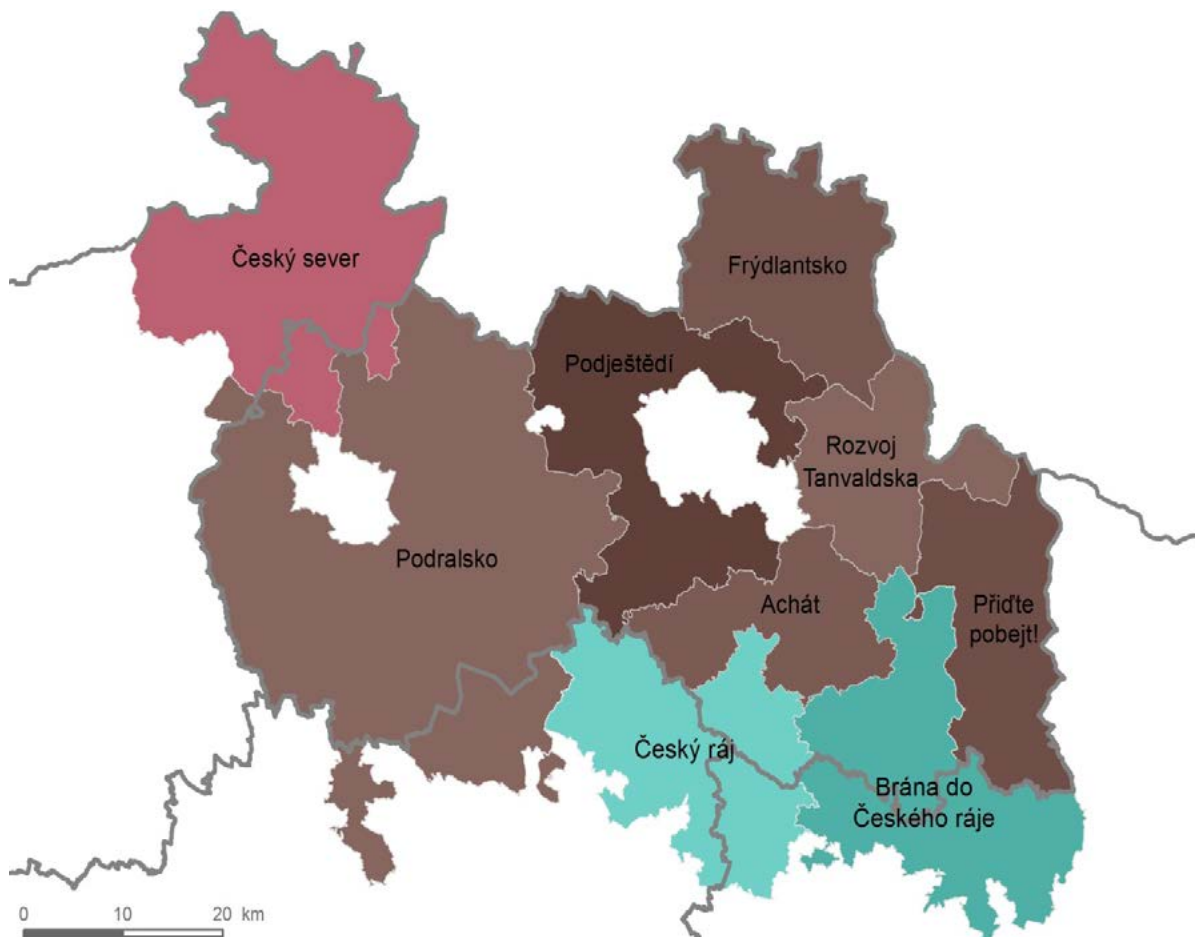 Český sever
Frýdlantsko
Podještědí
Rozvoj
Tanvaldska
Podralsko
Achát
Přiďte
pobejt!
Český ráj
Brána do
Českého ráje
0 10 20 km